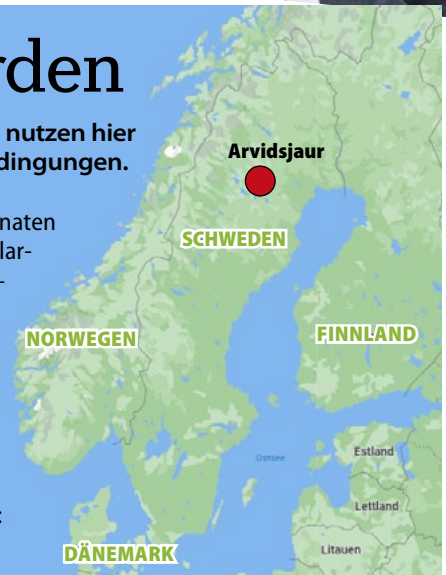 rden
nutzen hier
dingungen.
naten
lar-
-
Arvidsjaur
SCHWEDEN
NORWEGEN
FINNLAND
Ostsee
Estland
Lettland
:
Litauen
DÄNEMARK